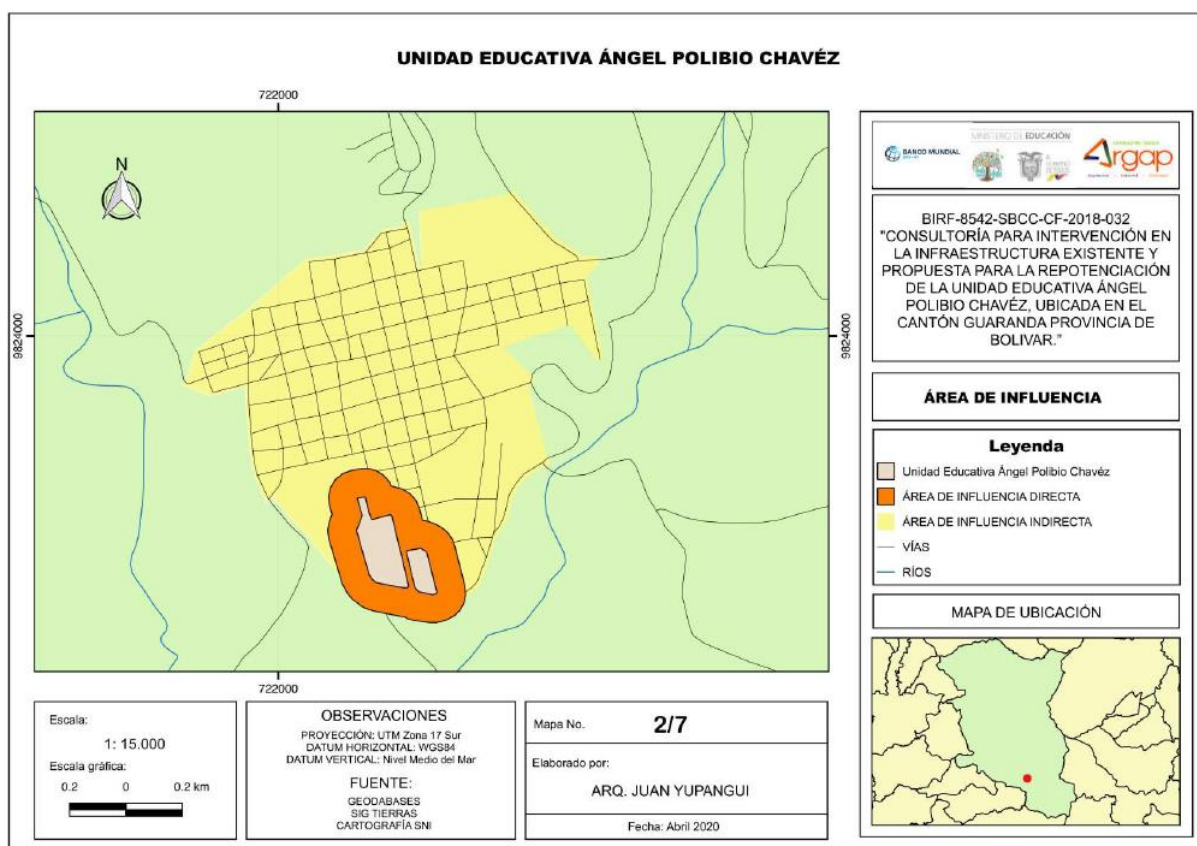 UNIDAD EDUCATIVA ÁNGEL POLIBIO CHAVÉZ
722000
N
9824000
9824000
722000
BANCO MUNDIAL
MINISTERIO DE EDUCACIÓN
Argap
BIRF-8542-SBCC-CF-2018-032
"CONSULTORÍA PARA INTERVENCIÓN EN
LA INFRAESTRUCTURA EXISTENTE Y
PROPUESTA PARA LA REPOTENCIACIÓN
DE LA UNIDAD EDUCATIVA ÁNGEL
POLIBIO CHAVÉZ, UBICADA EN EL
CANTÓN GUARANDA PROVINCIA DE
BOLIVAR."
ÁREA DE INFLUENCIA
Leyenda
Unidad Educativa Ángel Polibio Chavéz
ÁREA DE INFLUENCIA DIRECTA
ÁREA DE INFLUENCIA INDIRECTA
VÍAS
RÍOS
MAPA DE UBICACIÓN
Escala:
1: 15.000
Escala gráfica:
0.2 0 0.2 km
OBSERVACIONES
PROYECCIÓN: UTM Zona 17 Sur
DATUM HORIZONTAL: WGS84
DATUM VERTICAL: Nivel Medio del Mar
FUENTE:
GEODABASES
SIG TIERRAS
CARTOGRAFÍA SNI
Mapa No. 2/7
Elaborado por:
ARQ. JUAN YUPANGUI
Fecha: Abril 2020